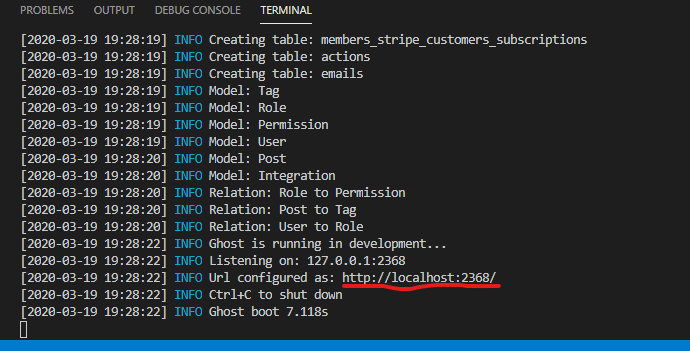 PROBLEMS OUTPUT DEBUG CONSOLE TERMINAL
[2020-03-19 19:28:19] INFO Creating table: members_stripe_customers_subscriptions
[2020-03-19 19:28:19] INFO Creating table: actions
[2020-03-19 19:28:19] INFO Creating table: emails
[2020-03-19 19:28:19] INFO Model: Tag
[2020-03-19 19:28:19] INFO Model: Role
[2020-03-19 19:28:19] INFO Model: Permission
[2020-03-19 19:28:19] INFO Model: User
[2020-03-19 19:28:20] INFO Model: Post
[2020-03-19 19:28:20] INFO Model: Integration
[2020-03-19 19:28:20] INFO Relation: Role to Permission
[2020-03-19 19:28:20] INFO Relation: Post to Tag
[2020-03-19 19:28:20] INFO Relation: User to Role
[2020-03-19 19:28:22] INFO Ghost is running in development...
[2020-03-19 19:28:22] INFO Listening on: 127.0.0.1:2368
[2020-03-19 19:28:22] INFO Url configured as: http://localhost:2368/
[2020-03-19 19:28:22] INFO Ctrl+C to shut down
[2020-03-19 19:28:22] INFO Ghost boot 7.118s